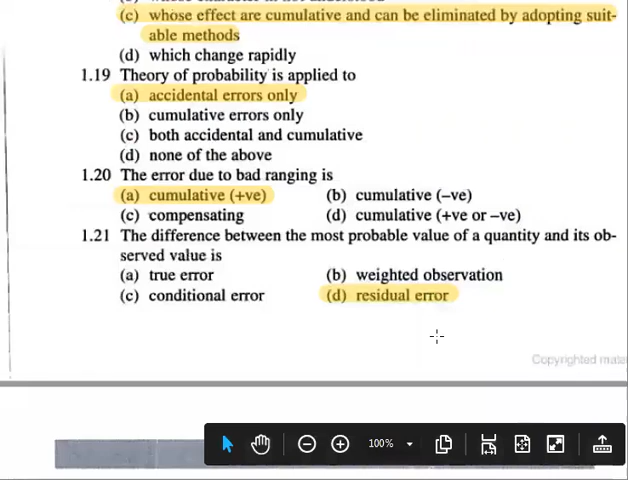 (c) whose effect are cumulative and can be eliminated by adopting suit-
able methods
(d) which change rapidly
1.19 Theory of probability is applied to
(a) accidental errors only
(b) cumulative errors only
(c) both accidental and cumulative
(d) none of the above
1.20 The error due to bad ranging is
(a) cumulative (+ve) (b) cumulative (–ve)
(c) compensating (d) cumulative (+ve or –ve)
1.21 The difference between the most probable value of a quantity and its ob-
served value is
(a) true error (b) weighted observation
(c) conditional error (d) residual error
Copyrighted mate
100%